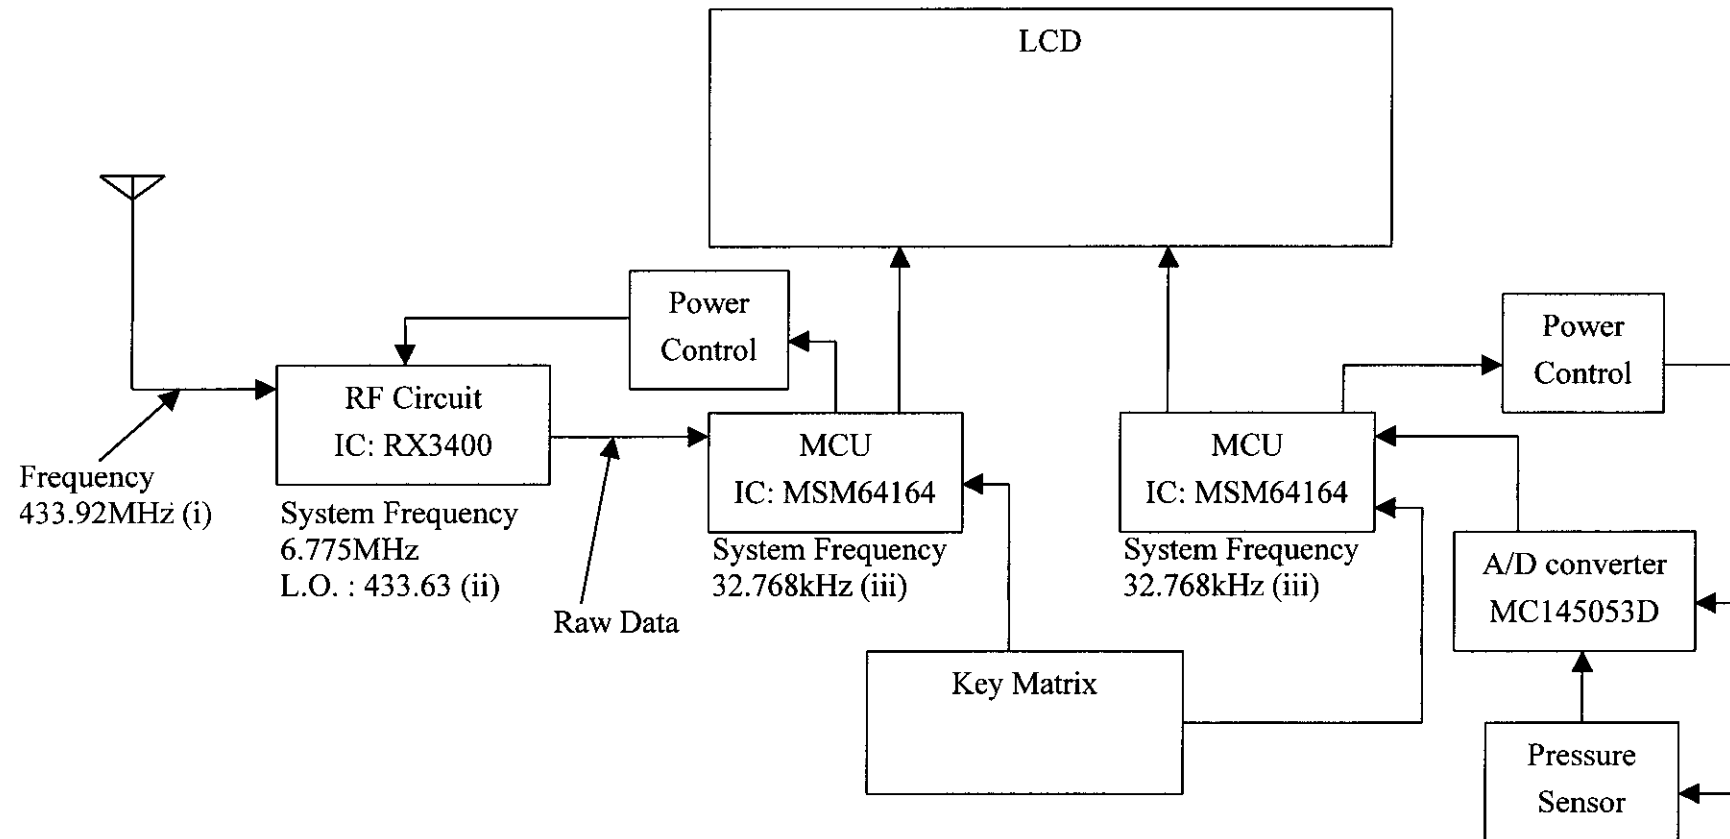 LCD
Power
Control
Power
Control
RF Circuit
IC: RX3400
MCU
IC: MSM64164
MCU
IC: MSM64164
Frequency
433.92MHz (i)
System Frequency
6.775MHz
L.O. : 433.63 (ii)
System Frequency
32.768kHz (iii)
System Frequency
32.768kHz (iii)
A/D converter
MC145053D
Raw Data
Key Matrix
Pressure
Sensor